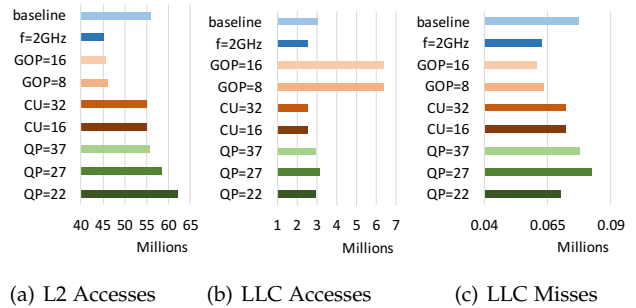 baseline
f=2GHz
GOP=16
GOP=8
CU=32
CU=16
QP=37
QP=27
QP=22
40 45 50 55 60 65
Millions
(a) L2 Accesses
baseline
f=2GHz
GOP=16
GOP=8
CU=32
CU=16
QP=37
QP=27
QP=22
1 2 3 4 5 6 7
Millions
(b) LLC Accesses
baseline
f=2GHz
GOP=16
GOP=8
CU=32
CU=16
QP=37
QP=27
QP=22
0.04 0.065 0.09
Millions
(c) LLC Misses